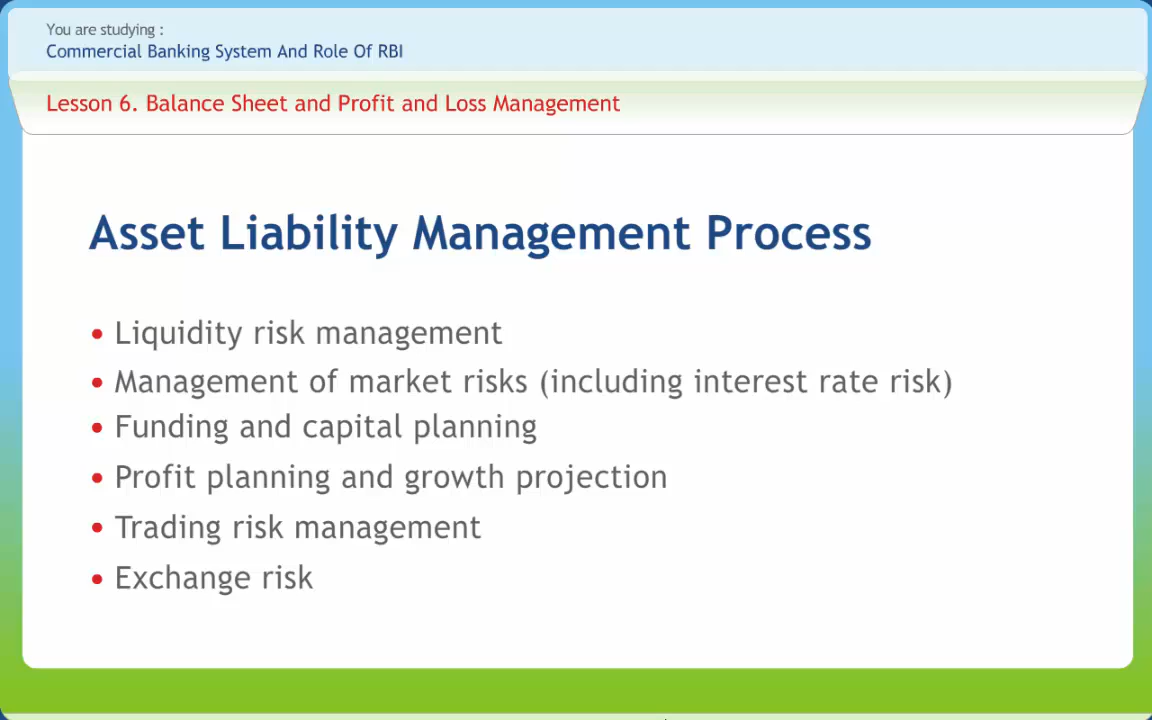 You are studying :
Commercial Banking System And Role Of RBI
Lesson 6. Balance Sheet and Profit and Loss Management
Asset Liability Management Process
• Liquidity risk management
• Management of market risks (including interest rate risk)
• Funding and capital planning
• Profit planning and growth projection
• Trading risk management
• Exchange risk